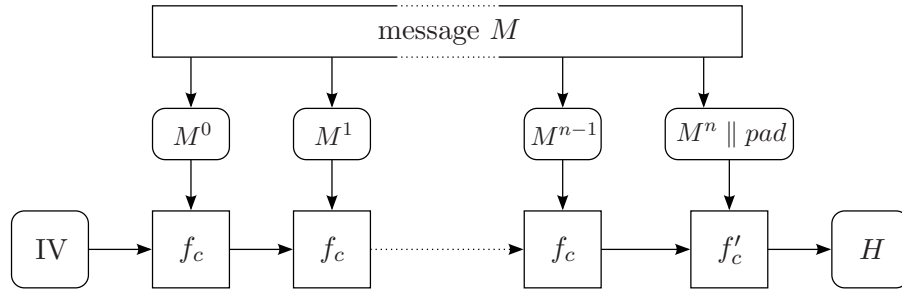 message M
M^0 M^1 M^{n−1} M^n ∥ pad
IV f_c f_c f_c f'_c H